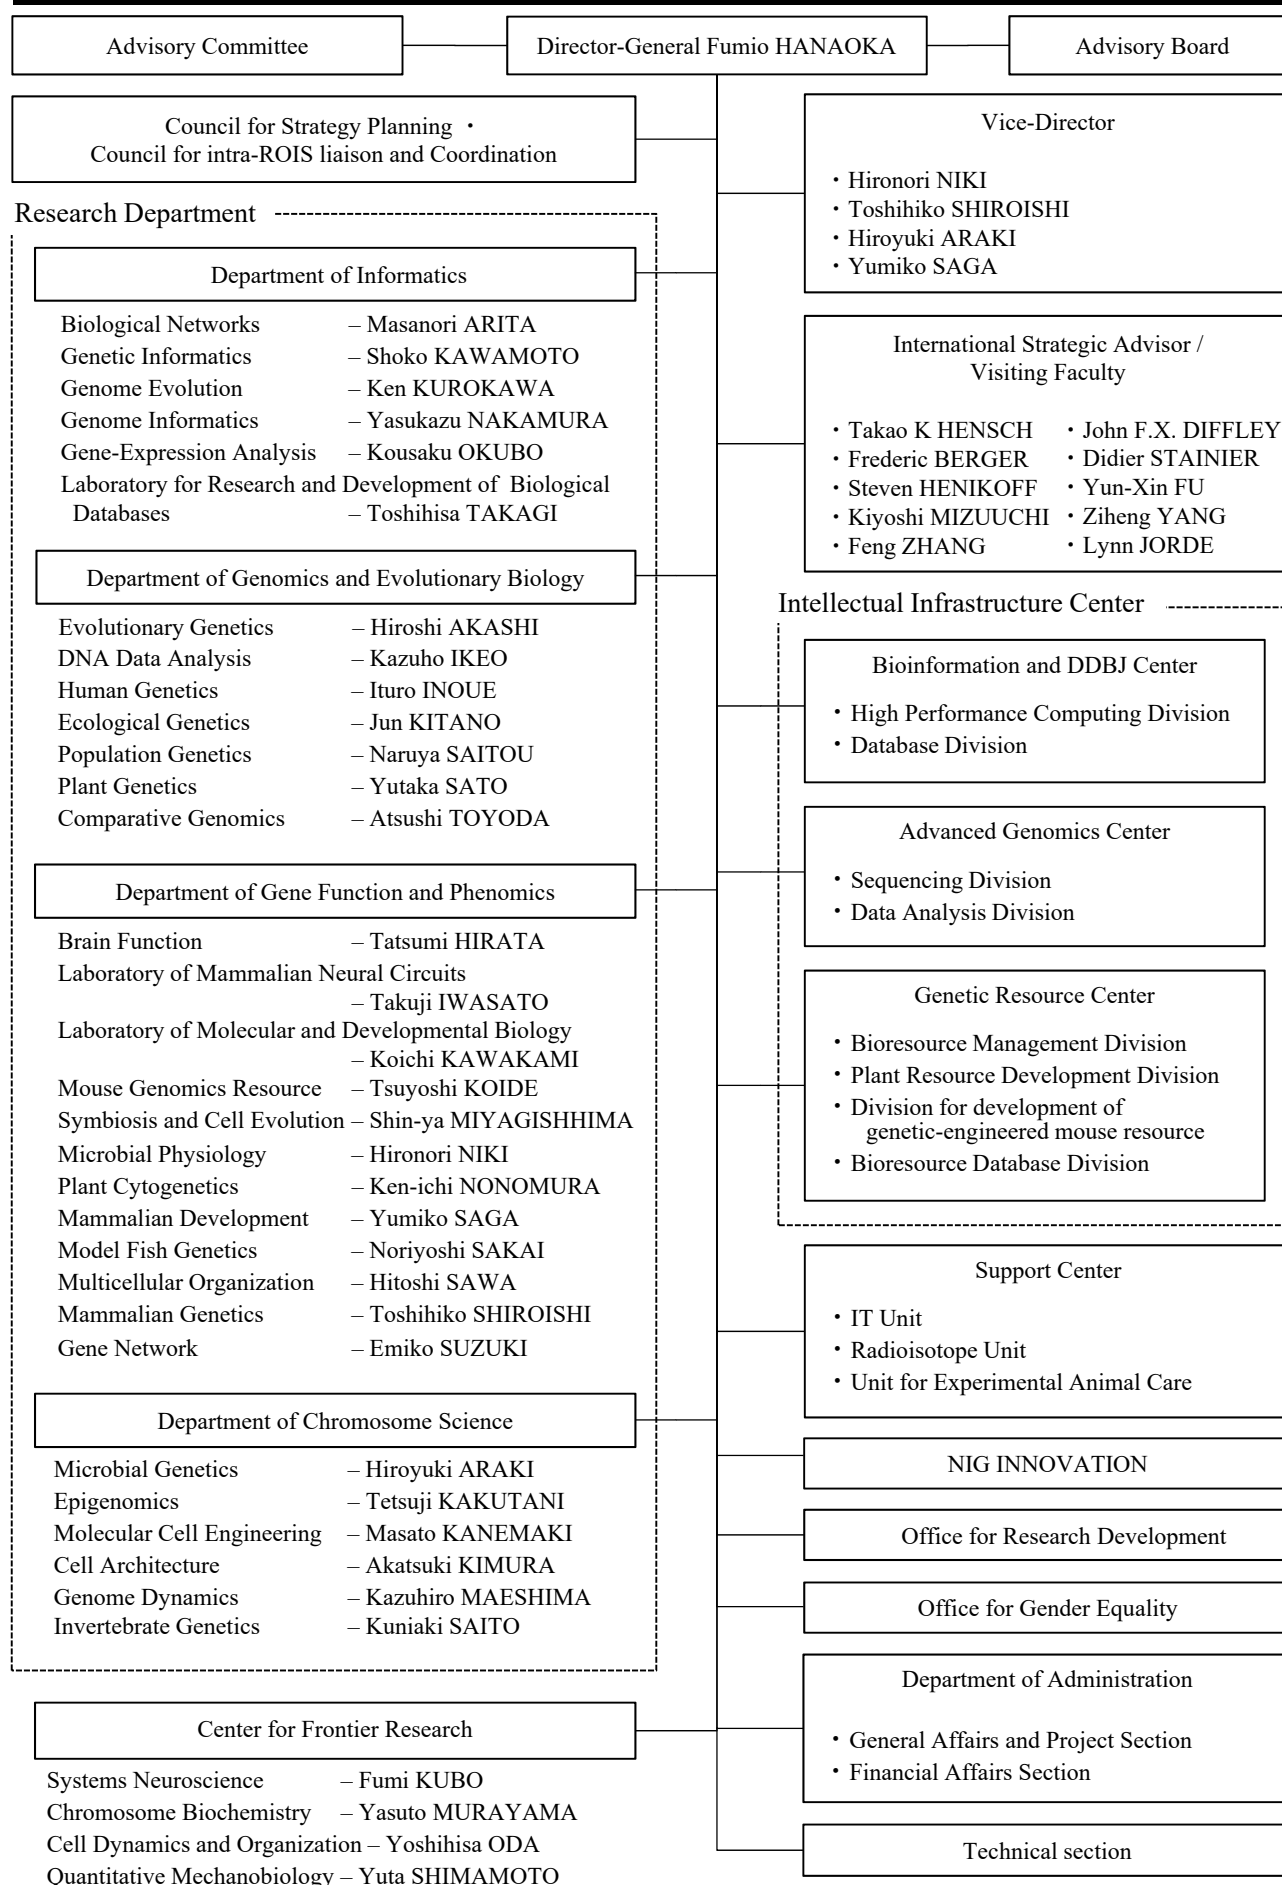 Advisory Committee
Director-General Fumio HANAOKA
Advisory Board
Council for Strategy Planning ・
Council for intra-ROIS liaison and Coordination
Research Department
Department of Informatics
Biological Networks – Masanori ARITA
Genetic Informatics – Shoko KAWAMOTO
Genome Evolution – Ken KUROKAWA
Genome Informatics – Yasukazu NAKAMURA
Gene-Expression Analysis – Kousaku OKUBO
Laboratory for Research and Development of Biological
Databases – Toshihisa TAKAGI
Department of Genomics and Evolutionary Biology
Evolutionary Genetics – Hiroshi AKASHI
DNA Data Analysis – Kazuho IKEO
Human Genetics – Ituro INOUE
Ecological Genetics – Jun KITANO
Population Genetics – Naruya SAITOU
Plant Genetics – Yutaka SATO
Comparative Genomics – Atsushi TOYODA
Department of Gene Function and Phenomics
Brain Function – Tatsumi HIRATA
Laboratory of Mammalian Neural Circuits
– Takuji IWASATO
Laboratory of Molecular and Developmental Biology
– Koichi KAWAKAMI
Mouse Genomics Resource – Tsuyoshi KOIDE
Symbiosis and Cell Evolution – Shin-ya MIYAGISHHIMA
Microbial Physiology – Hironori NIKI
Plant Cytogenetics – Ken-ichi NONOMURA
Mammalian Development – Yumiko SAGA
Model Fish Genetics – Noriyoshi SAKAI
Multicellular Organization – Hitoshi SAWA
Mammalian Genetics – Toshihiko SHIROISHI
Gene Network – Emiko SUZUKI
Department of Chromosome Science
Microbial Genetics – Hiroyuki ARAKI
Epigenomics – Tetsuji KAKUTANI
Molecular Cell Engineering – Masato KANEMAKI
Cell Architecture – Akatsuki KIMURA
Genome Dynamics – Kazuhiro MAESHIMA
Invertebrate Genetics – Kuniaki SAITO
Center for Frontier Research
Systems Neuroscience – Fumi KUBO
Chromosome Biochemistry – Yasuto MURAYAMA
Cell Dynamics and Organization – Yoshihisa ODA
Quantitative Mechanobiology – Yuta SHIMAMOTO
Vice-Director
・Hironori NIKI
・Toshihiko SHIROISHI
・Hiroyuki ARAKI
・Yumiko SAGA
International Strategic Advisor /
Visiting Faculty
・Takao K HENSCH ・John F.X. DIFFLEY
・Frederic BERGER ・Didier STAINIER
・Steven HENIKOFF ・Yun-Xin FU
・Kiyoshi MIZUUCHI ・Ziheng YANG
・Feng ZHANG ・Lynn JORDE
Intellectual Infrastructure Center
Bioinformation and DDBJ Center
・High Performance Computing Division
・Database Division
Advanced Genomics Center
・Sequencing Division
・Data Analysis Division
Genetic Resource Center
・Bioresource Management Division
・Plant Resource Development Division
・Division for development of
genetic-engineered mouse resource
・Bioresource Database Division
Support Center
・IT Unit
・Radioisotope Unit
・Unit for Experimental Animal Care
NIG INNOVATION
Office for Research Development
Office for Gender Equality
Department of Administration
・General Affairs and Project Section
・Financial Affairs Section
Technical section